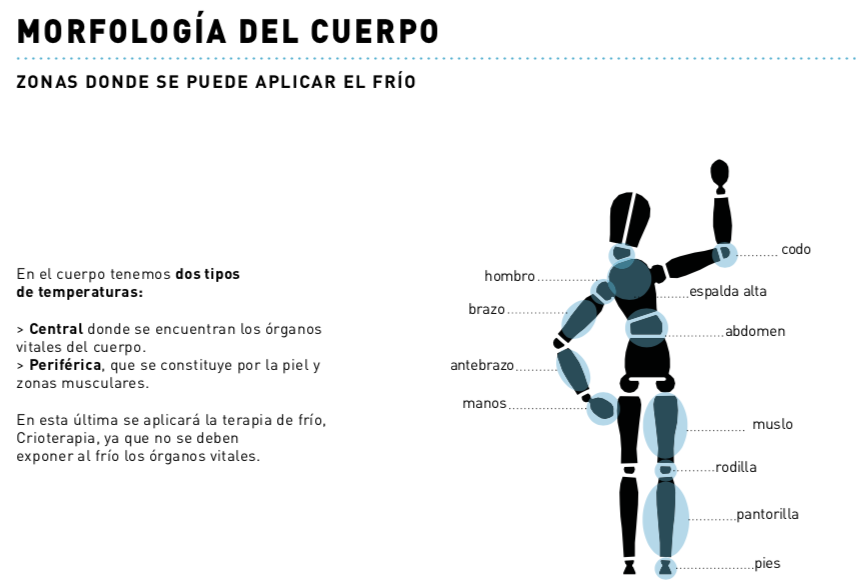 MORFOLOGÍA DEL CUERPO
ZONAS DONDE SE PUEDE APLICAR EL FRÍO
En el cuerpo tenemos dos tipos
de temperaturas:
> Central donde se encuentran los órganos
vitales del cuerpo.
> Periférica, que se constituye por la piel y
zonas musculares.
En esta última se aplicará la terapia de frío,
Crioterapia, ya que no se deben
exponer al frío los órganos vitales.
codo
hombro
espalda alta
brazo
abdomen
antebrazo
manos
muslo
rodilla
pantorilla
pies